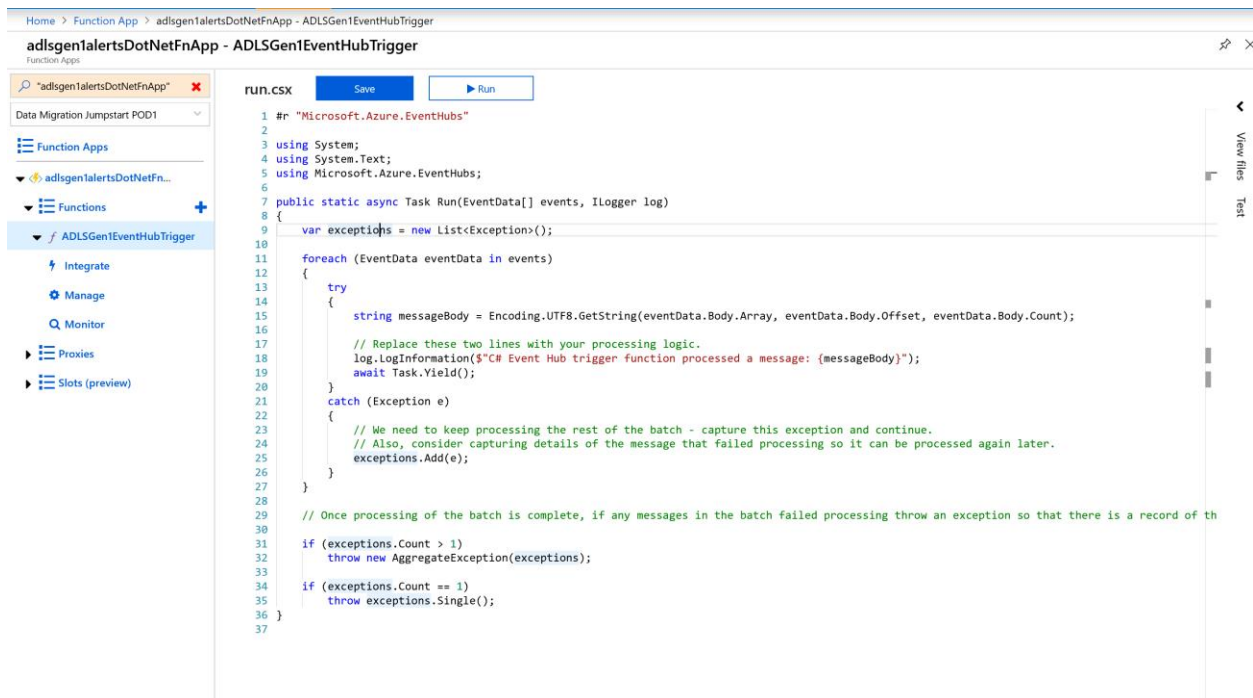 Home > Function App > adlsgen1alertsDotNetFnApp - ADLSGen1EventHubTrigger
adlsgen1alertsDotNetFnApp - ADLSGen1EventHubTrigger
Function Apps
"adlsgen1alertsDotNetFnApp"
Data Migration Jumpstart POD1
Function Apps
adlsgen1alertsDotNetFn...
Functions
ADLSGen1EventHubTrigger
Integrate
Manage
Monitor
Proxies
Slots (preview)
run.csx Save Run
1 #r "Microsoft.Azure.EventHubs"
2
3 using System;
4 using System.Text;
5 using Microsoft.Azure.EventHubs;
6
7 public static async Task Run(EventData[] events, ILogger log)
8 {
9 var exceptions = new List<Exception>();
10
11 foreach (EventData eventData in events)
12 {
13 try
14 {
15 string messageBody = Encoding.UTF8.GetString(eventData.Body.Array, eventData.Body.Offset, eventData.Body.Count);
16
17 // Replace these two lines with your processing logic.
18 log.LogInformation($"C# Event Hub trigger function processed a message: {messageBody}");
19 await Task.Yield();
20 }
21 catch (Exception e)
22 {
23 // We need to keep processing the rest of the batch - capture this exception and continue.
24 // Also, consider capturing details of the message that failed processing so it can be processed again later.
25 exceptions.Add(e);
26 }
27 }
28
29 // Once processing of the batch is complete, if any messages in the batch failed processing throw an exception so that there is a record of th
30
31 if (exceptions.Count > 1)
32 throw new AggregateException(exceptions);
33
34 if (exceptions.Count == 1)
35 throw exceptions.Single();
36 }
37
View files
Test